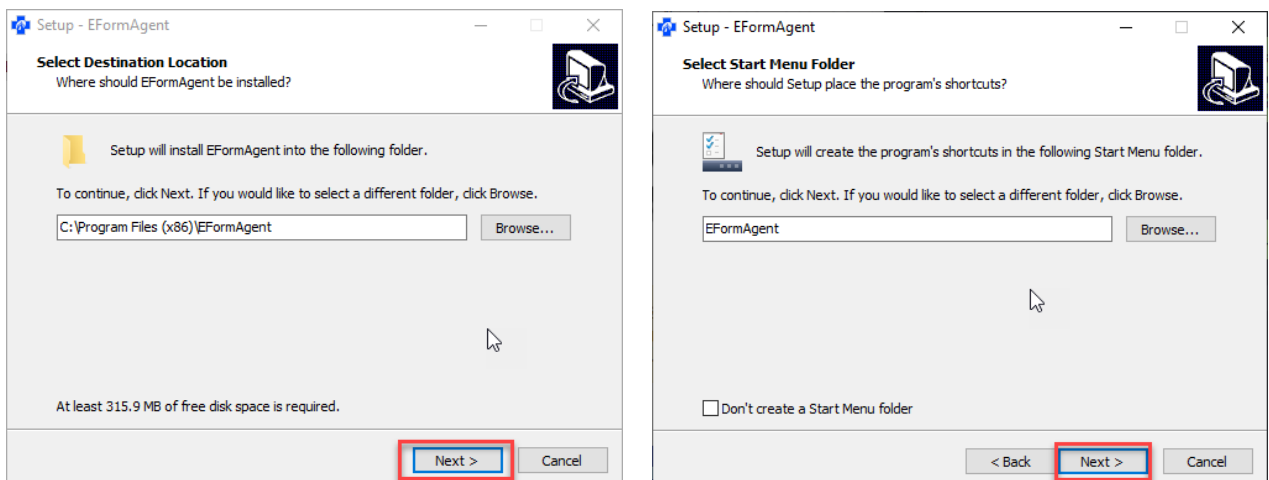 Setup - EFormAgent
Select Destination Location
Where should EFormAgent be installed?
Setup will install EFormAgent into the following folder.
To continue, click Next. If you would like to select a different folder, click Browse.
C:\Program Files (x86)\EFormAgent
Browse...
At least 315.9 MB of free disk space is required.
Next >
Cancel
Setup - EFormAgent
Select Start Menu Folder
Where should Setup place the program's shortcuts?
Setup will create the program's shortcuts in the following Start Menu folder.
To continue, click Next. If you would like to select a different folder, click Browse.
EFormAgent
Browse...
Don't create a Start Menu folder
< Back
Next >
Cancel